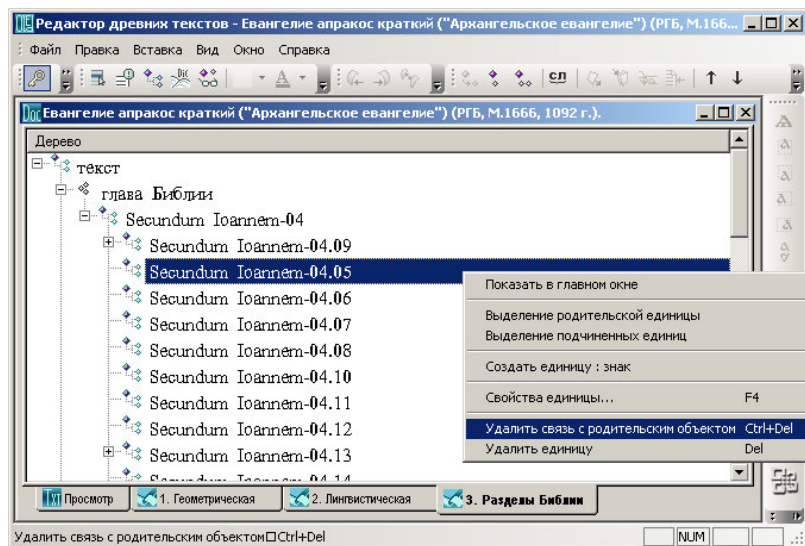 Редактор древних текстов - Евангелие апракос краткий ("Архангельское евангелие") (РГБ, М.166...
Файл Правка Вставка Вид Окно Справка
сл
Евангелие апракос краткий ("Архангельское евангелие") (РГБ, М.1666, 1092 г.).
Дерево
текст
глава Библии
Secundum Ioannem-04
Secundum Ioannem-04.09
Secundum Ioannem-04.05
Secundum Ioannem-04.06
Secundum Ioannem-04.07
Secundum Ioannem-04.08
Secundum Ioannem-04.10
Secundum Ioannem-04.11
Secundum Ioannem-04.12
Secundum Ioannem-04.13
Secundum Ioannem-04.14
Показать в главном окне
Выделение родительской единицы
Выделение подчиненных единиц
Создать единицу : знак
Свойства единицы... F4
Удалить связь с родительским объектом Ctrl+Del
Удалить единицу Del
Просмотр 1. Геометрическая 2. Лингвистическая 3. Разделы Библии
Удалить связь с родительским объектом□Ctrl+Del NUM